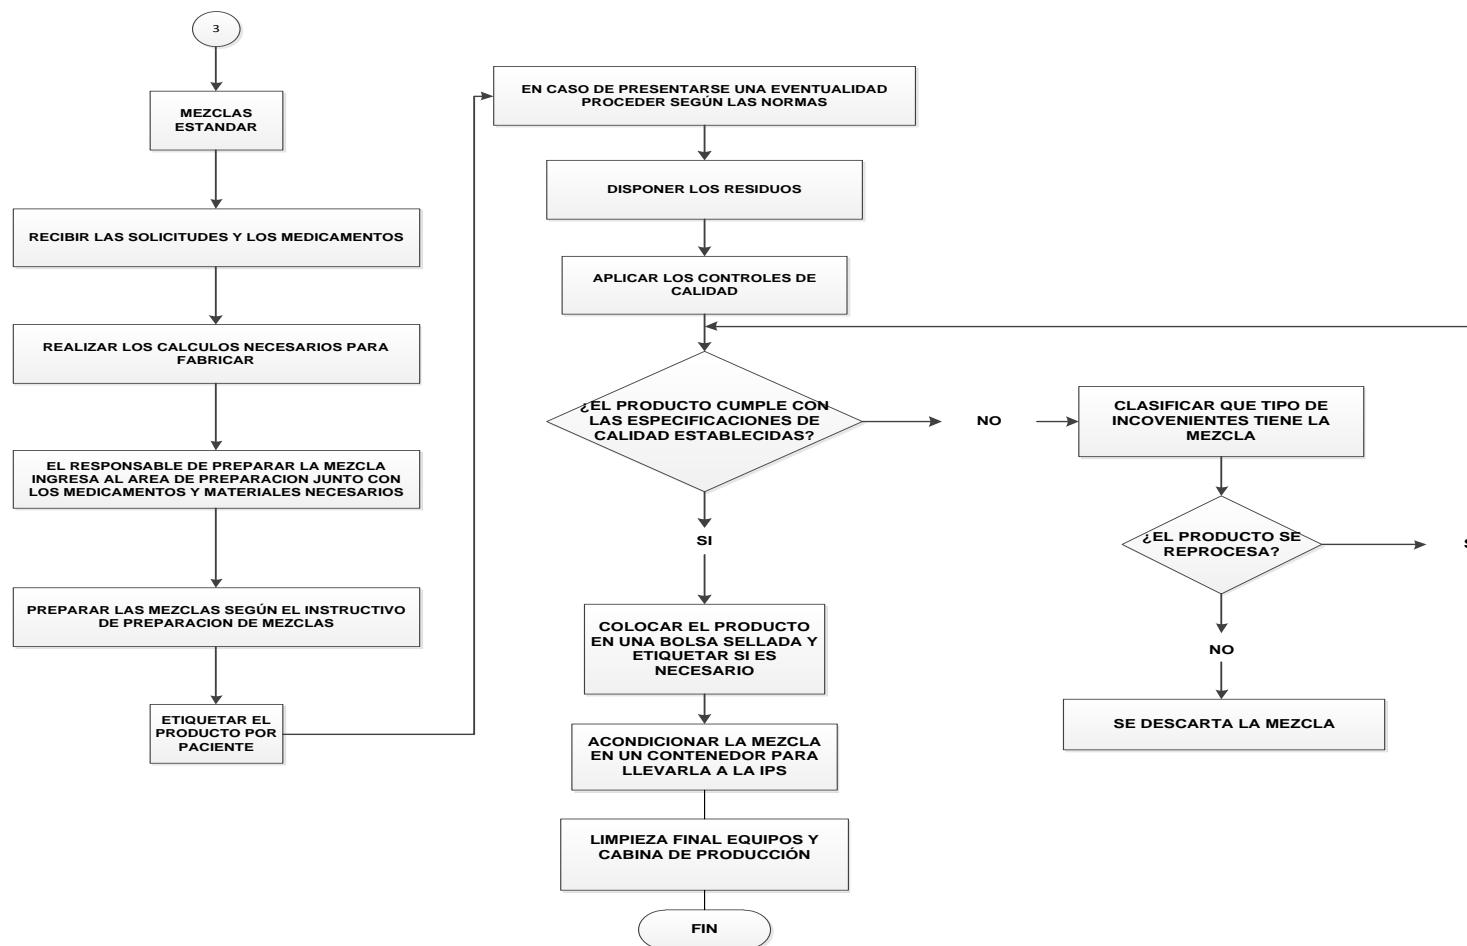 3
MEZCLAS
ESTANDAR
RECIBIR LAS SOLICITUDES Y LOS MEDICAMENTOS
REALIZAR LOS CALCULOS NECESARIOS PARA
FABRICAR
EL RESPONSABLE DE PREPARAR LA MEZCLA
INGRESA AL AREA DE PREPARACION JUNTO CON
LOS MEDICAMENTOS Y MATERIALES NECESARIOS
PREPARAR LAS MEZCLAS SEGÚN EL INSTRUCTIVO
DE PREPARACION DE MEZCLAS
ETIQUETAR EL
PRODUCTO POR
PACIENTE
EN CASO DE PRESENTARSE UNA EVENTUALIDAD
PROCEDER SEGÚN LAS NORMAS
DISPONER LOS RESIDUOS
APLICAR LOS CONTROLES DE
CALIDAD
¿EL PRODUCTO CUMPLE CON
LAS ESPECIFICACIONES DE
CALIDAD ESTABLECIDAS?
SI
COLOCAR EL PRODUCTO
EN UNA BOLSA SELLADA Y
ETIQUETAR SI ES
NECESARIO
ACONDICIONAR LA MEZCLA
EN UN CONTENEDOR PARA
LLEVARLA A LA IPS
LIMPIEZA FINAL EQUIPOS Y
CABINA DE PRODUCCIÓN
FIN
NO
CLASIFICAR QUE TIPO DE
INCOVENIENTES TIENE LA
MEZCLA
¿EL PRODUCTO SE
REPROCESA?
NO
SE DESCARTA LA MEZCLA